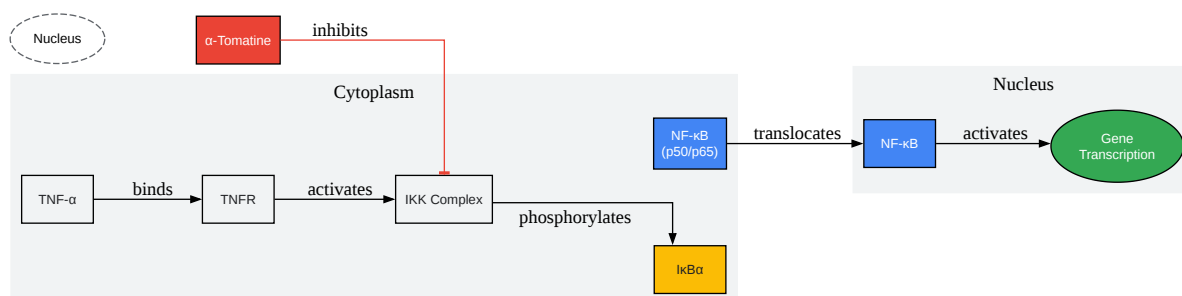 Nucleus
α-Tomatine
inhibits
Cytoplasm
Nucleus
NF-κB
(p50/p65)
translocates
NF-κB
activates
Gene
Transcription
TNF-α
binds
TNFR
activates
IKK Complex
phosphorylates
IκBα